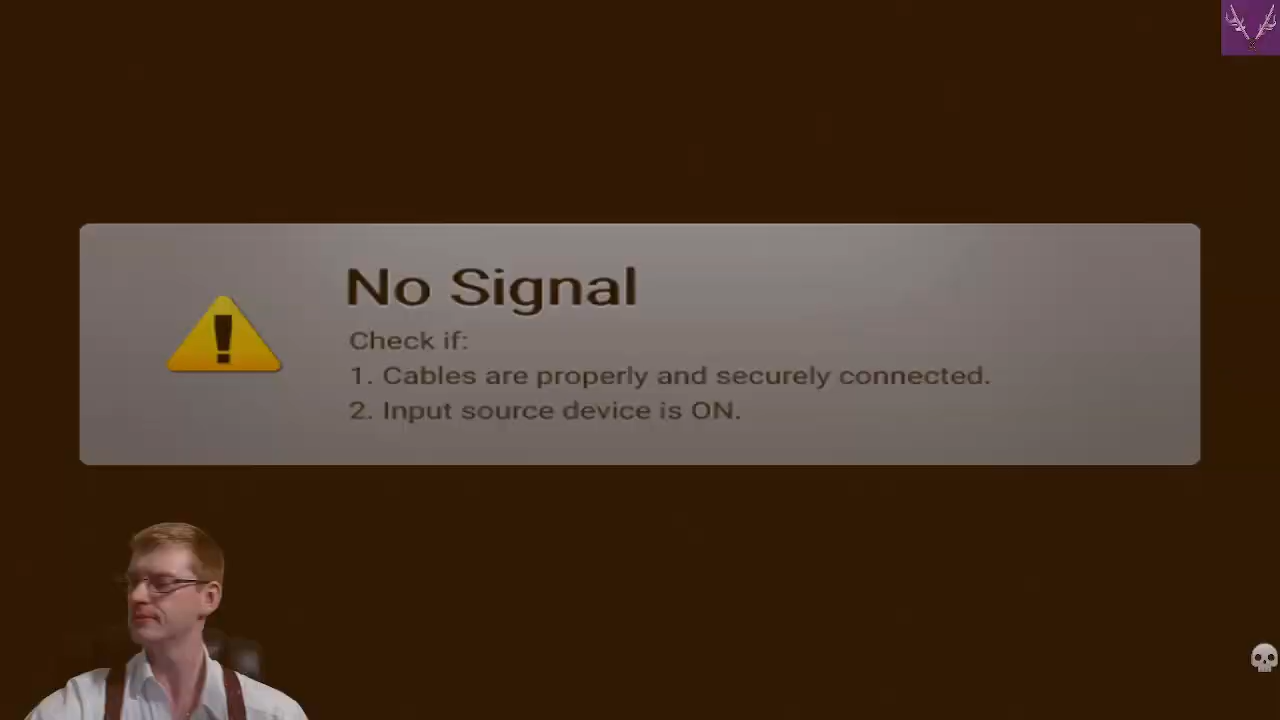 No Signal
Check if:
1. Cables are properly and securely connected.
2. Input source device is ON.